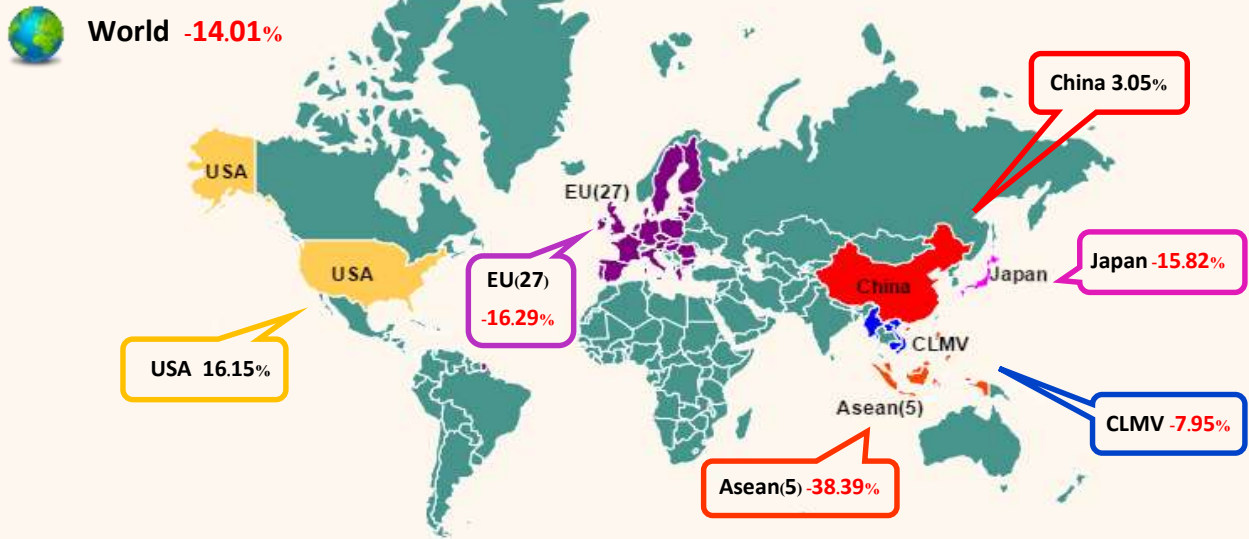 World -14.01%
China 3.05%
USA
EU(27)
USA
EU(27)
-16.29%
China
Japan
Japan -15.82%
USA 16.15%
CLMV
Asean(5)
CLMV -7.95%
Asean(5) -38.39%